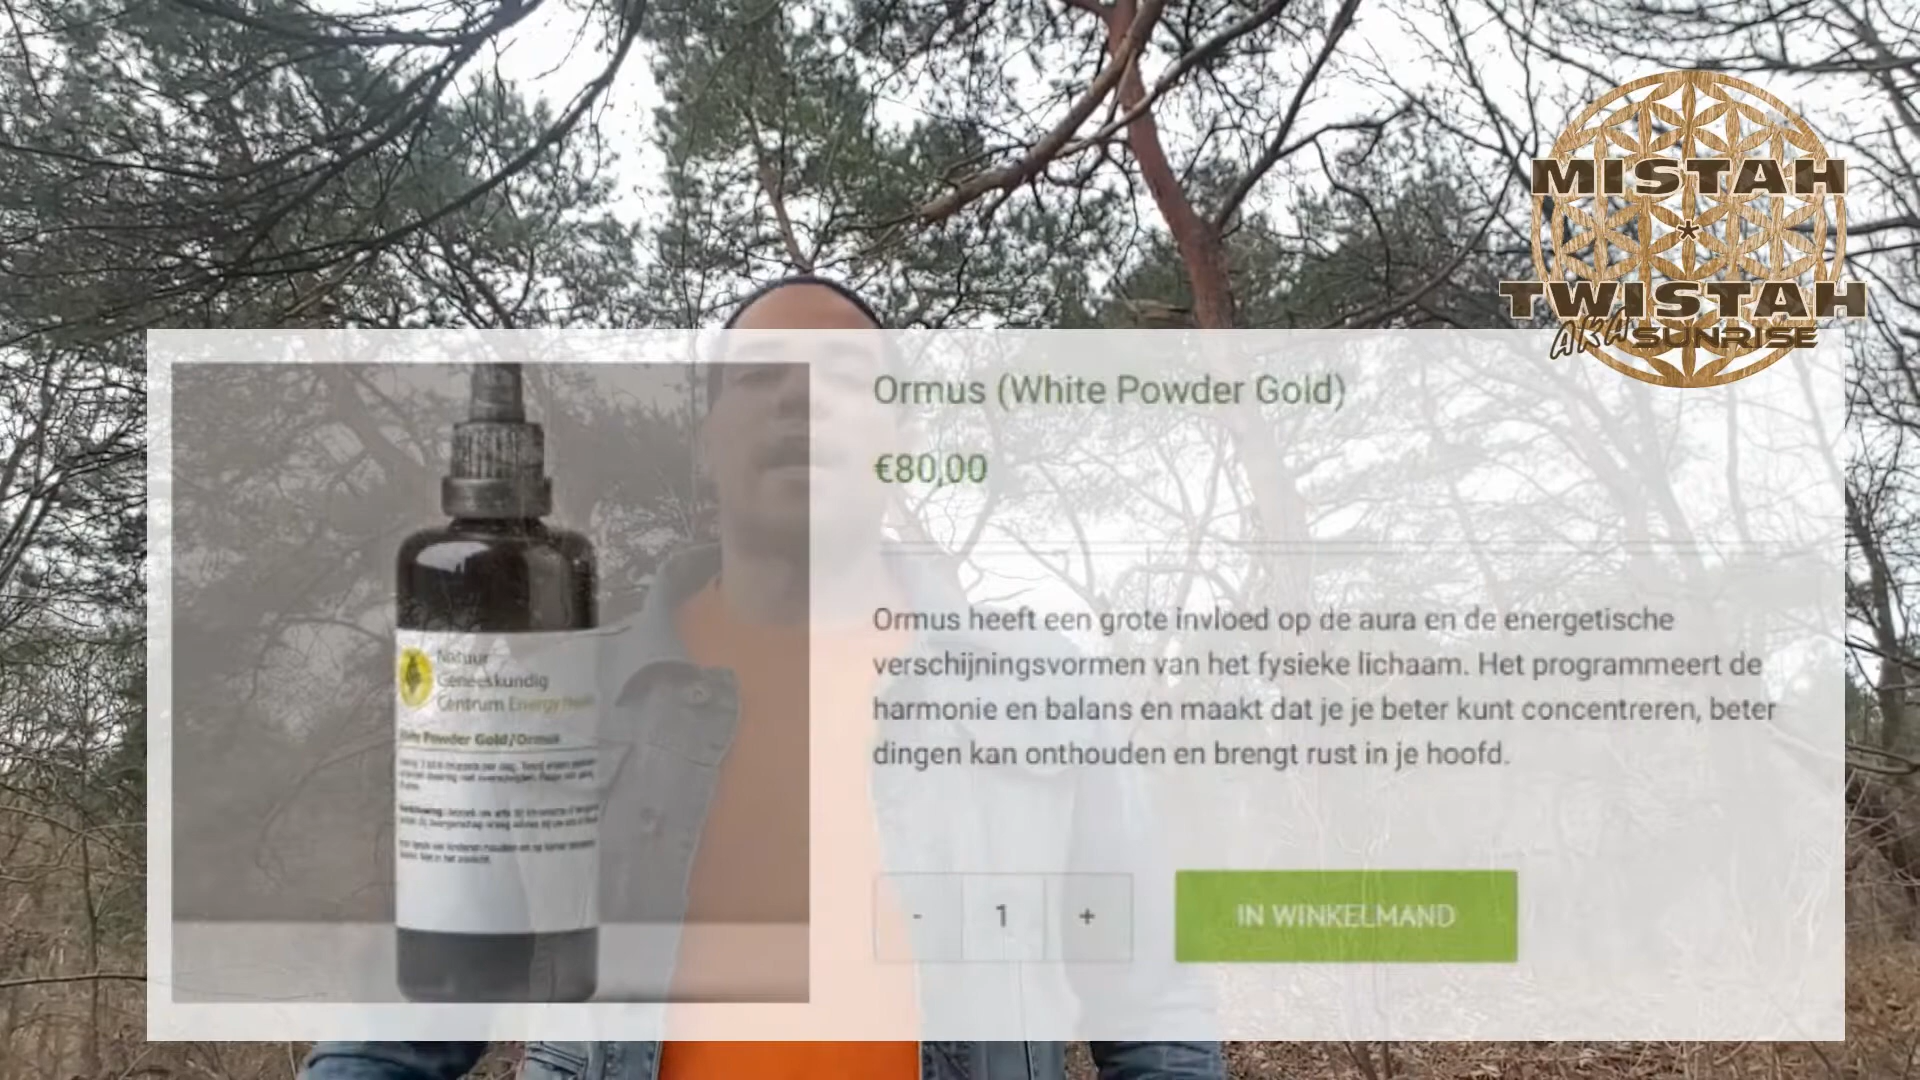 MISTAH
*
TWISTAH
AKA SUNRISE
Ormus (White Powder Gold)
€80,00
Ormus heeft een grote invloed op de aura en de energetische
verschijningsvormen van het fysieke lichaam. Het programmeert de
harmonie en balans en maakt dat je je beter kunt concentreren, beter
dingen kan onthouden en brengt rust in je hoofd.
- 1 +
IN WINKELMAND
Natuur
Geneeskundig
Centrum Energy
White Powder Gold/Ormus